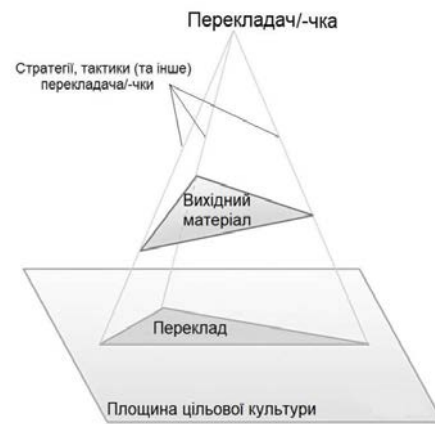 Перекладач/-чка
Стратегії, тактики (та інше)
перекладача/-чки
Вихідний
матеріал
Переклад
Площина цільової культури